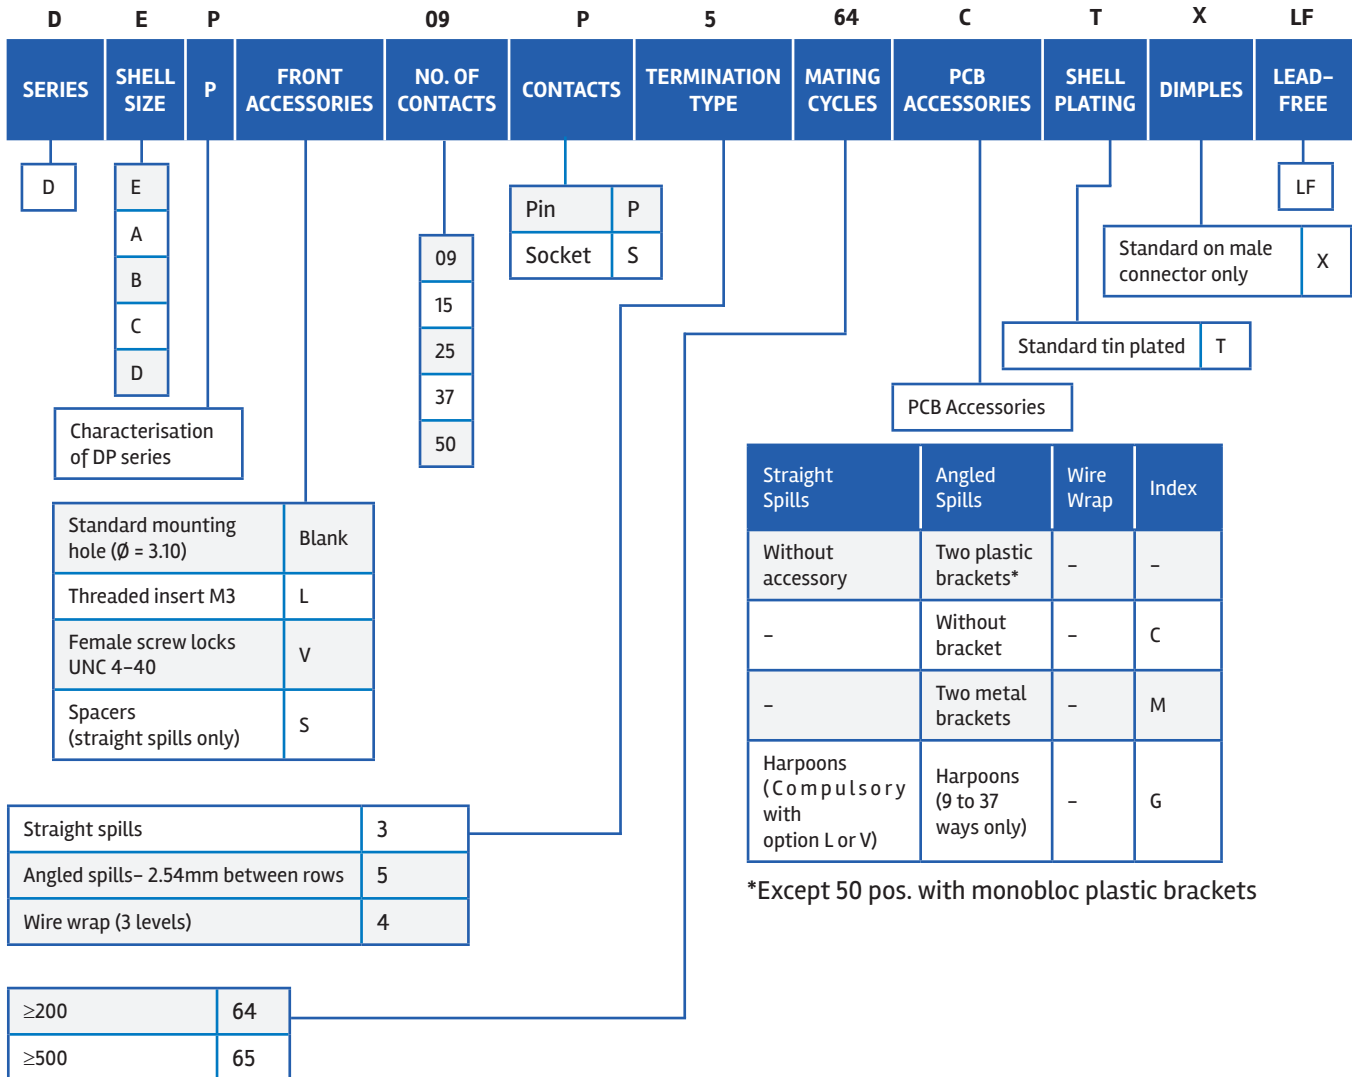 D E P 09 P 5 64 C T X LF
SERIES
SHELL
SIZE
P
FRONT
ACCESSORIES
NO. OF
CONTACTS
CONTACTS
TERMINATION
TYPE
MATING
CYCLES
PCB
ACCESSORIES
SHELL
PLATING
DIMPLES
LEAD-
FREE
D
E
A
B
C
D
Characterisation
of DP series
Standard mounting
hole (Ø = 3.10)
Blank
Threaded insert M3
L
Female screw locks
UNC 4-40
V
Spacers
(straight spills only)
S
09
15
25
37
50
Pin P
Socket S
Straight spills 3
Angled spills- 2.54mm between rows 5
Wire wrap (3 levels) 4
≥200 64
≥500 65
PCB Accessories
Straight
Spills
Angled
Spills
Wire
Wrap
Index
Without
accessory
Two plastic
brackets*
–
–
–
Without
bracket
–
C
–
Two metal
brackets
–
M
Harpoons
(Compulsory
with
option L or V)
Harpoons
(9 to 37
ways only)
–
G
*Except 50 pos. with monobloc plastic brackets
Standard tin plated T
Standard on male
connector only
X
LF